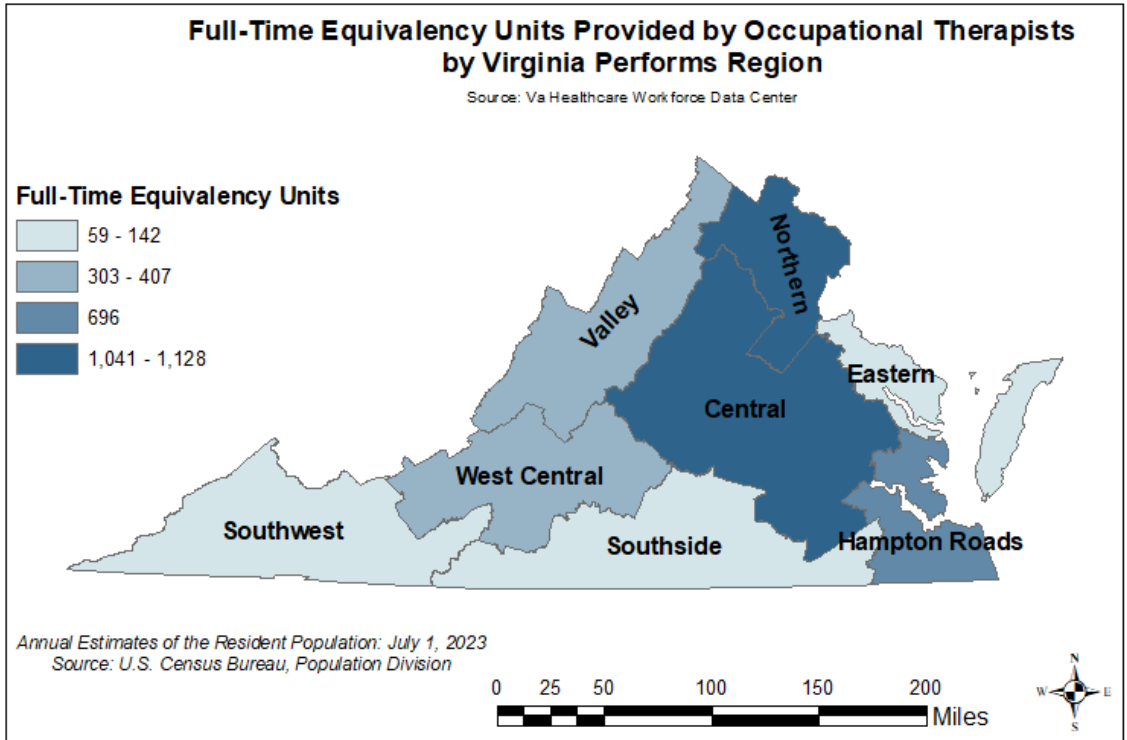 Full-Time Equivalency Units Provided by Occupational Therapists
by Virginia Performs Region
Source: Va Healthcare Workforce Data Center
Full-Time Equivalency Units
59 - 142
303 - 407
696
1,041 - 1,128
Northern
Valley
Eastern
Central
West Central
Southwest
Southside
Hampton Roads
Annual Estimates of the Resident Population: July 1, 2023
Source: U.S. Census Bureau, Population Division
0 25 50 100 150 200
Miles
N
W E
S